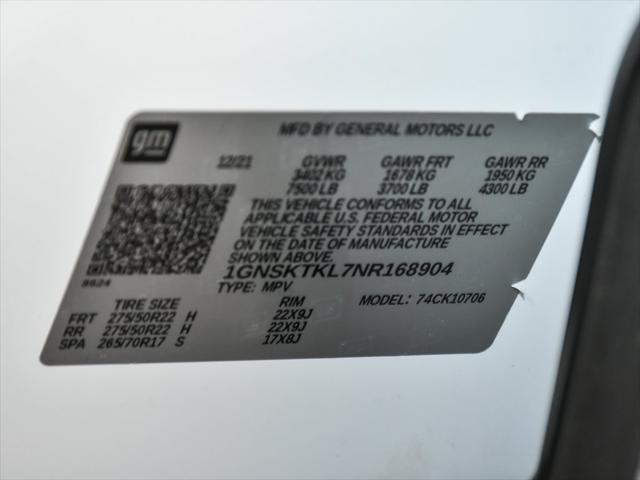 gm
MFD BY GENERAL MOTORS LLC
12/21 GVWR GAWR FRT GAWR RR
3402 KG 1678 KG 1950 KG
7500 LB 3700 LB 4300 LB
THIS VEHICLE CONFORMS TO ALL
APPLICABLE U.S. FEDERAL MOTOR
VEHICLE SAFETY STANDARDS IN EFFECT
ON THE DATE OF MANUFACTURE
SHOWN ABOVE.
1GNSKTKL7NR168904
9824
TYPE: MPV MODEL: 74CK10706
TIRE SIZE RIM
FRT 275/50R22 H 22X9J
RR 275/50R22 H 22X9J
SPA 265/70R17 S 17X8J